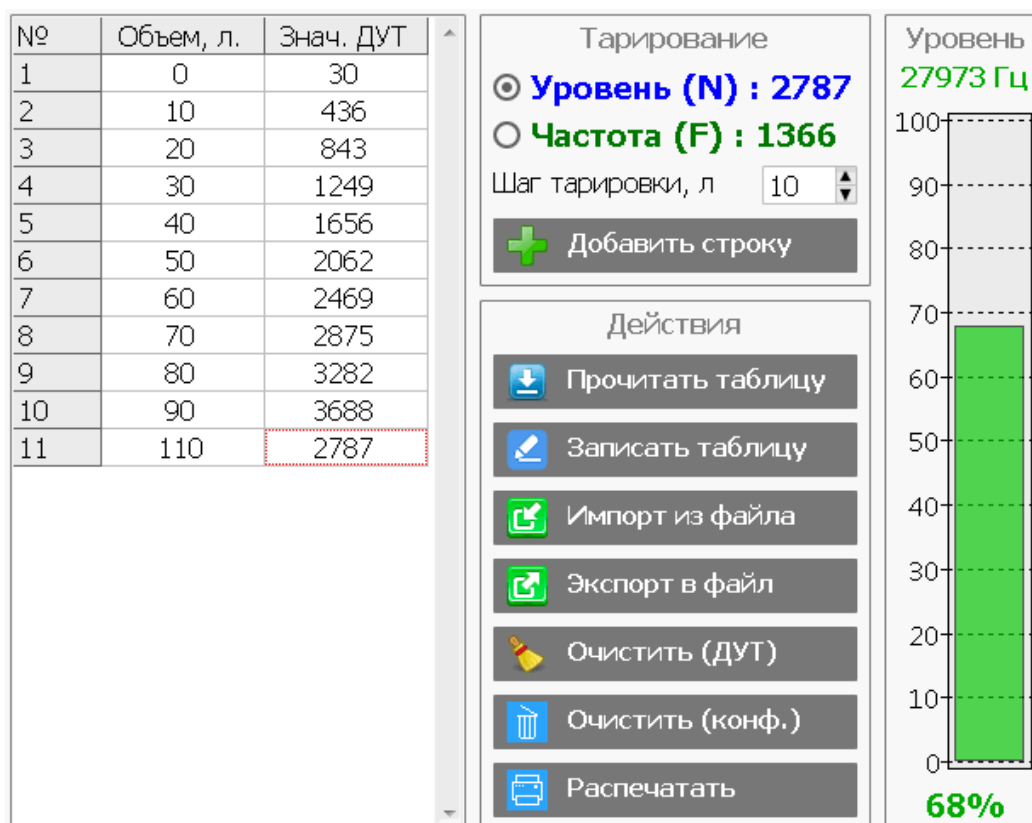 № Объем, л. Знач. ДУТ
1 0 30
2 10 436
3 20 843
4 30 1249
5 40 1656
6 50 2062
7 60 2469
8 70 2875
9 80 3282
10 90 3688
11 110 2787
Тарирование
Уровень (N) : 2787
Частота (F) : 1366
Шаг тарировки, л 10
Добавить строку
Действия
Прочитать таблицу
Записать таблицу
Импорт из файла
Экспорт в файл
Очистить (ДУТ)
Очистить (конф.)
Распечатать
Уровень
27973 Гц
100
90
80
70
60
50
40
30
20
10
0
68%